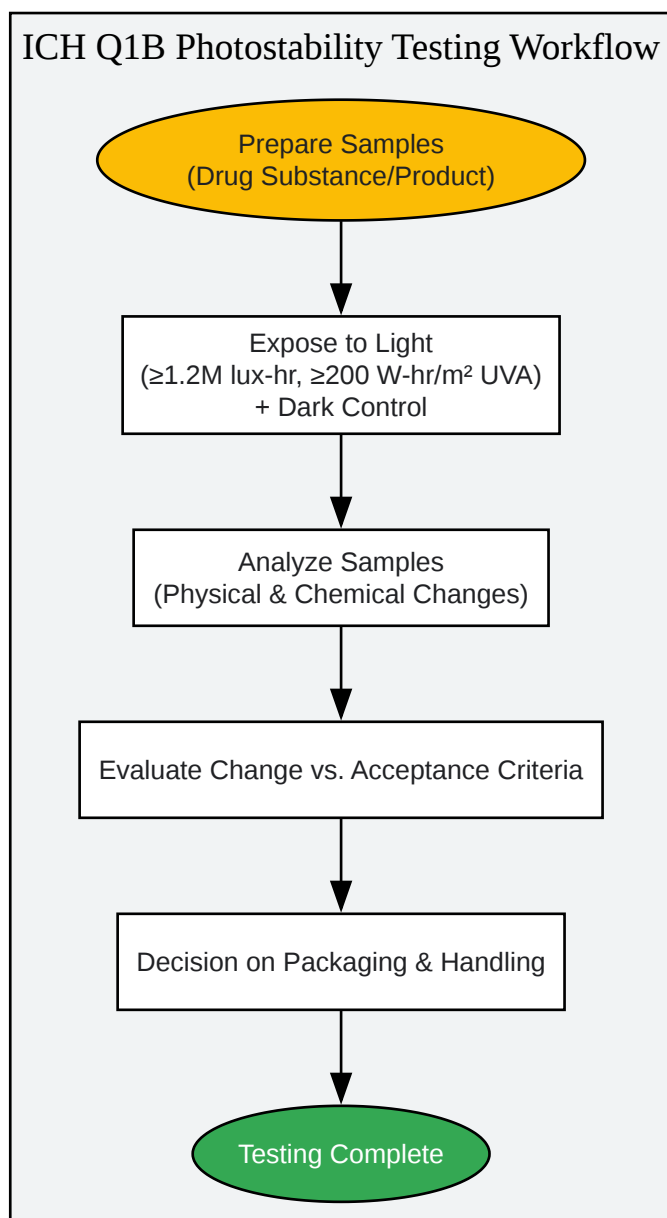 ICH Q1B Photostability Testing Workflow
Prepare Samples
(Drug Substance/Product)
Expose to Light
(≥1.2M lux-hr, ≥200 W-hr/m² UVA)
+ Dark Control
Analyze Samples
(Physical & Chemical Changes)
Evaluate Change vs. Acceptance Criteria
Decision on Packaging & Handling
Testing Complete